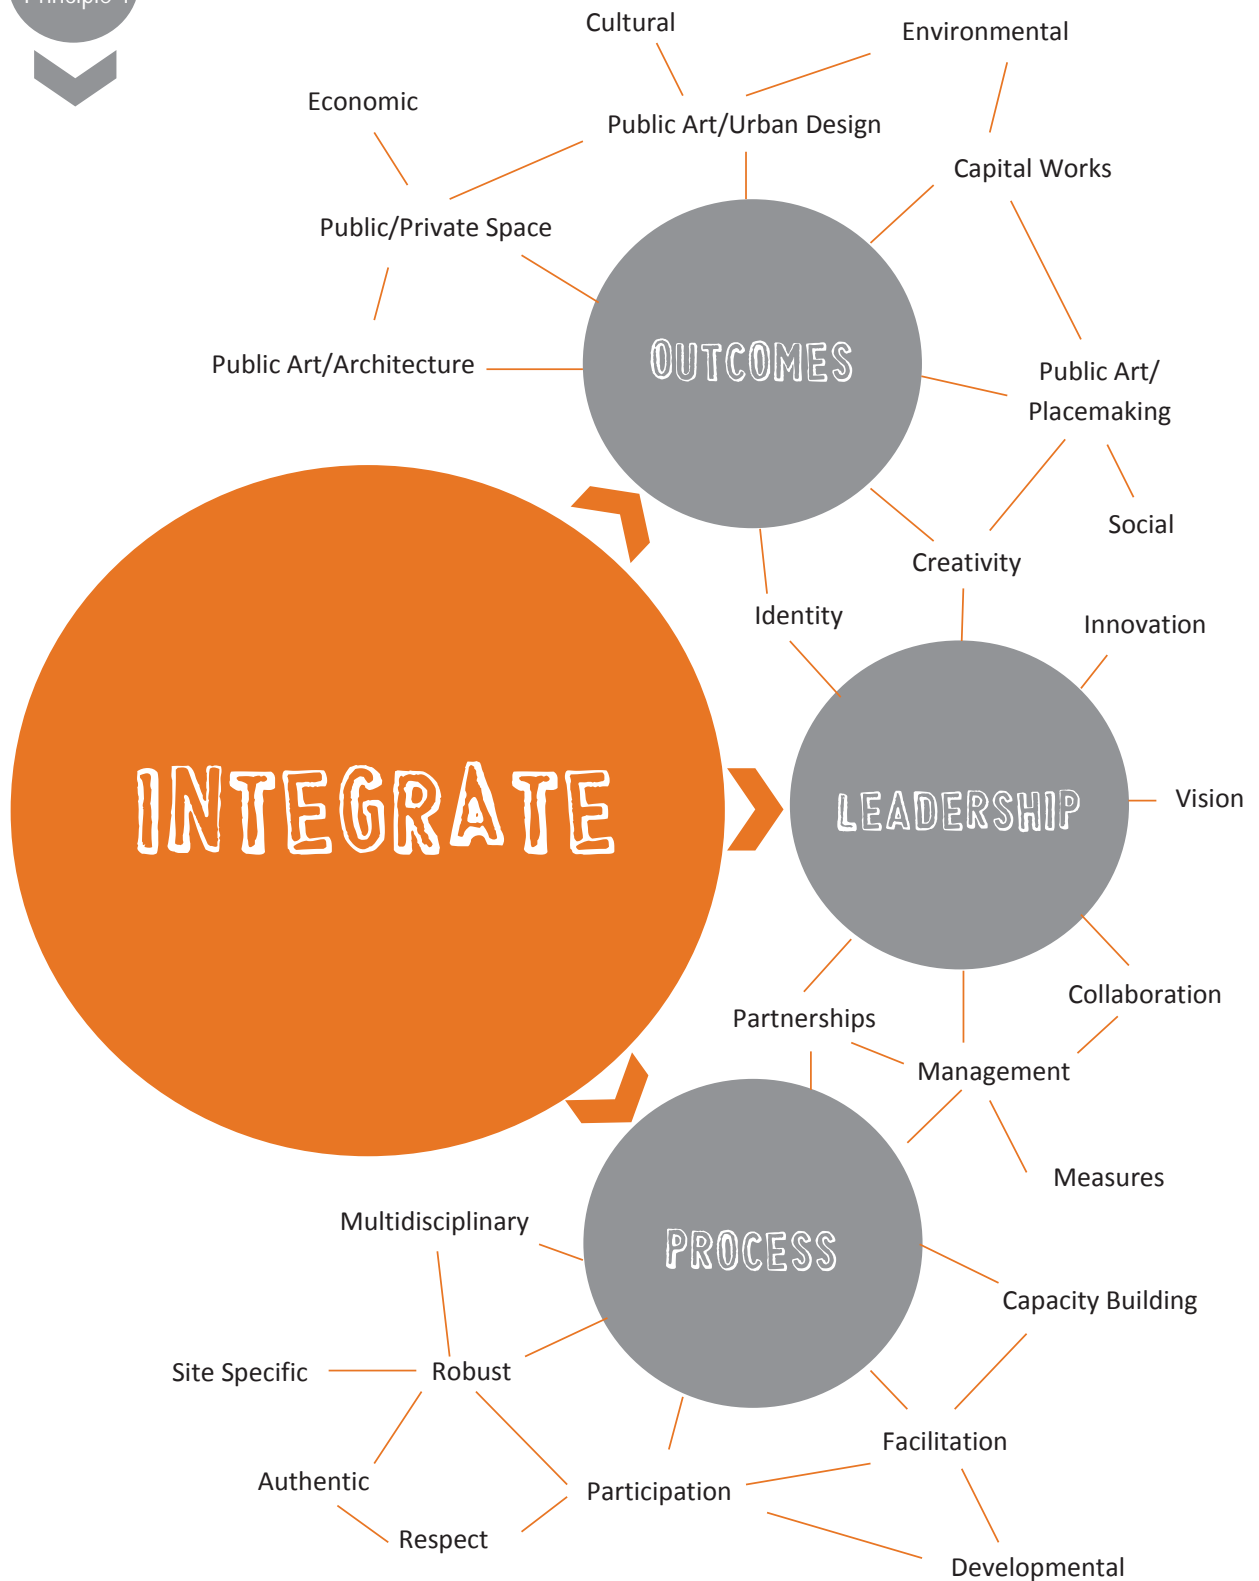 Principle
Cultural
Environmental
Economic
Public Art/Urban Design
Capital Works
Public/Private Space
OUTCOMES
Public Art/Architecture
Public Art/
Placemaking
Social
Creativity
Identity
Innovation
INTEGRATE
LEADERSHIP
Vision
Collaboration
Partnerships
Management
Measures
Multidisciplinary
PROCESS
Capacity Building
Site Specific
Robust
Facilitation
Authentic
Participation
Respect
Developmental